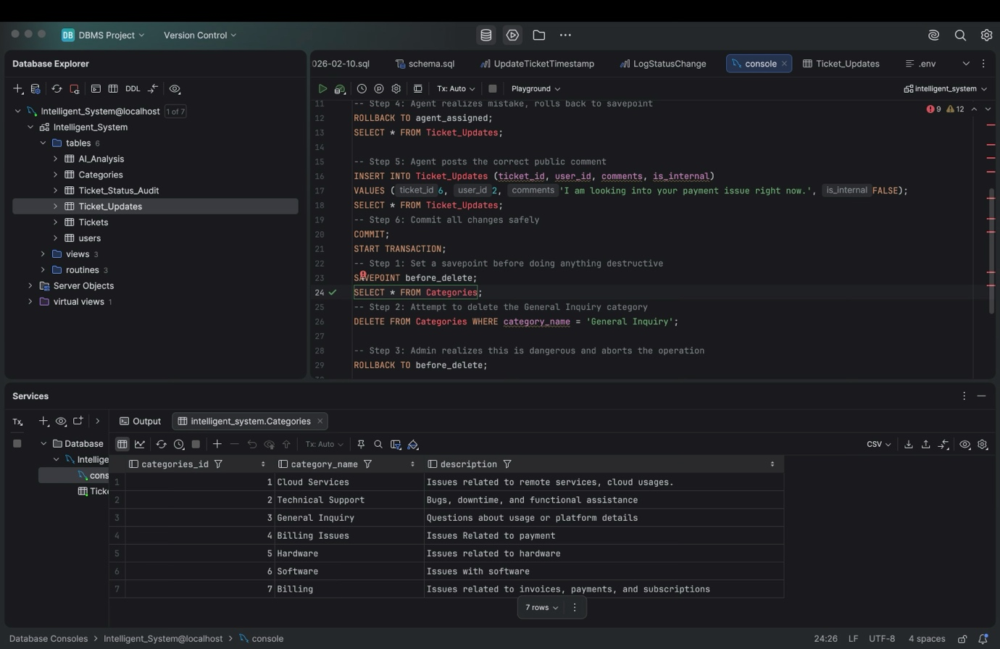 DB DBMS Project Version Control
Database Explorer
026-02-10.sql schema.sql UpdateTicketTimestamp LogStatusChange console Ticket_Updates .env
DDL
Tx: Auto Playground intelligent_system
Intelligent_System@localhost 1 of 7
Intelligent_System
tables 6
AI_Analysis
Categories
Ticket_Status_Audit
Ticket_Updates
Tickets
users
views 3
routines 3
Server Objects
virtual views 1
9 12
11 -- Step 4: Agent realizes mistake, rolls back to savepoint
12 ROLLBACK TO agent_assigned;
13 SELECT * FROM Ticket_Updates;
14
15 -- Step 5: Agent posts the correct public comment
16 INSERT INTO Ticket_Updates (ticket_id, user_id, comments, is_internal)
17 VALUES ( ticket_id 6, user_id 2, comments 'I am looking into your payment issue right now.', is_internal FALSE);
18 SELECT * FROM Ticket_Updates;
19 -- Step 6: Commit all changes safely
20 COMMIT;
21 START TRANSACTION;
22 -- Step 1: Set a savepoint before doing anything destructive
23 SAVEPOINT before_delete;
24 SELECT * FROM Categories;
25 -- Step 2: Attempt to delete the General Inquiry category
26 DELETE FROM Categories WHERE category_name = 'General Inquiry';
27
28 -- Step 3: Admin realizes this is dangerous and aborts the operation
29 ROLLBACK TO before_delete;
Services
Tx
Database
Intellige
cons
Ticke
Output intelligent_system.Categories
Tx: Auto CSV
categories_id category_name description
1 1 Cloud Services Issues related to remote services, cloud usages.
2 2 Technical Support Bugs, downtime, and functional assistance
3 3 General Inquiry Questions about usage or platform details
4 4 Billing Issues Issues Related to payment
5 5 Hardware Issues related to hardware
6 6 Software Issues with software
7 7 Billing Issues related to invoices, payments, and subscriptions
7 rows
Database Consoles > Intelligent_System@localhost > console 24:26 LF UTF-8 4 spaces